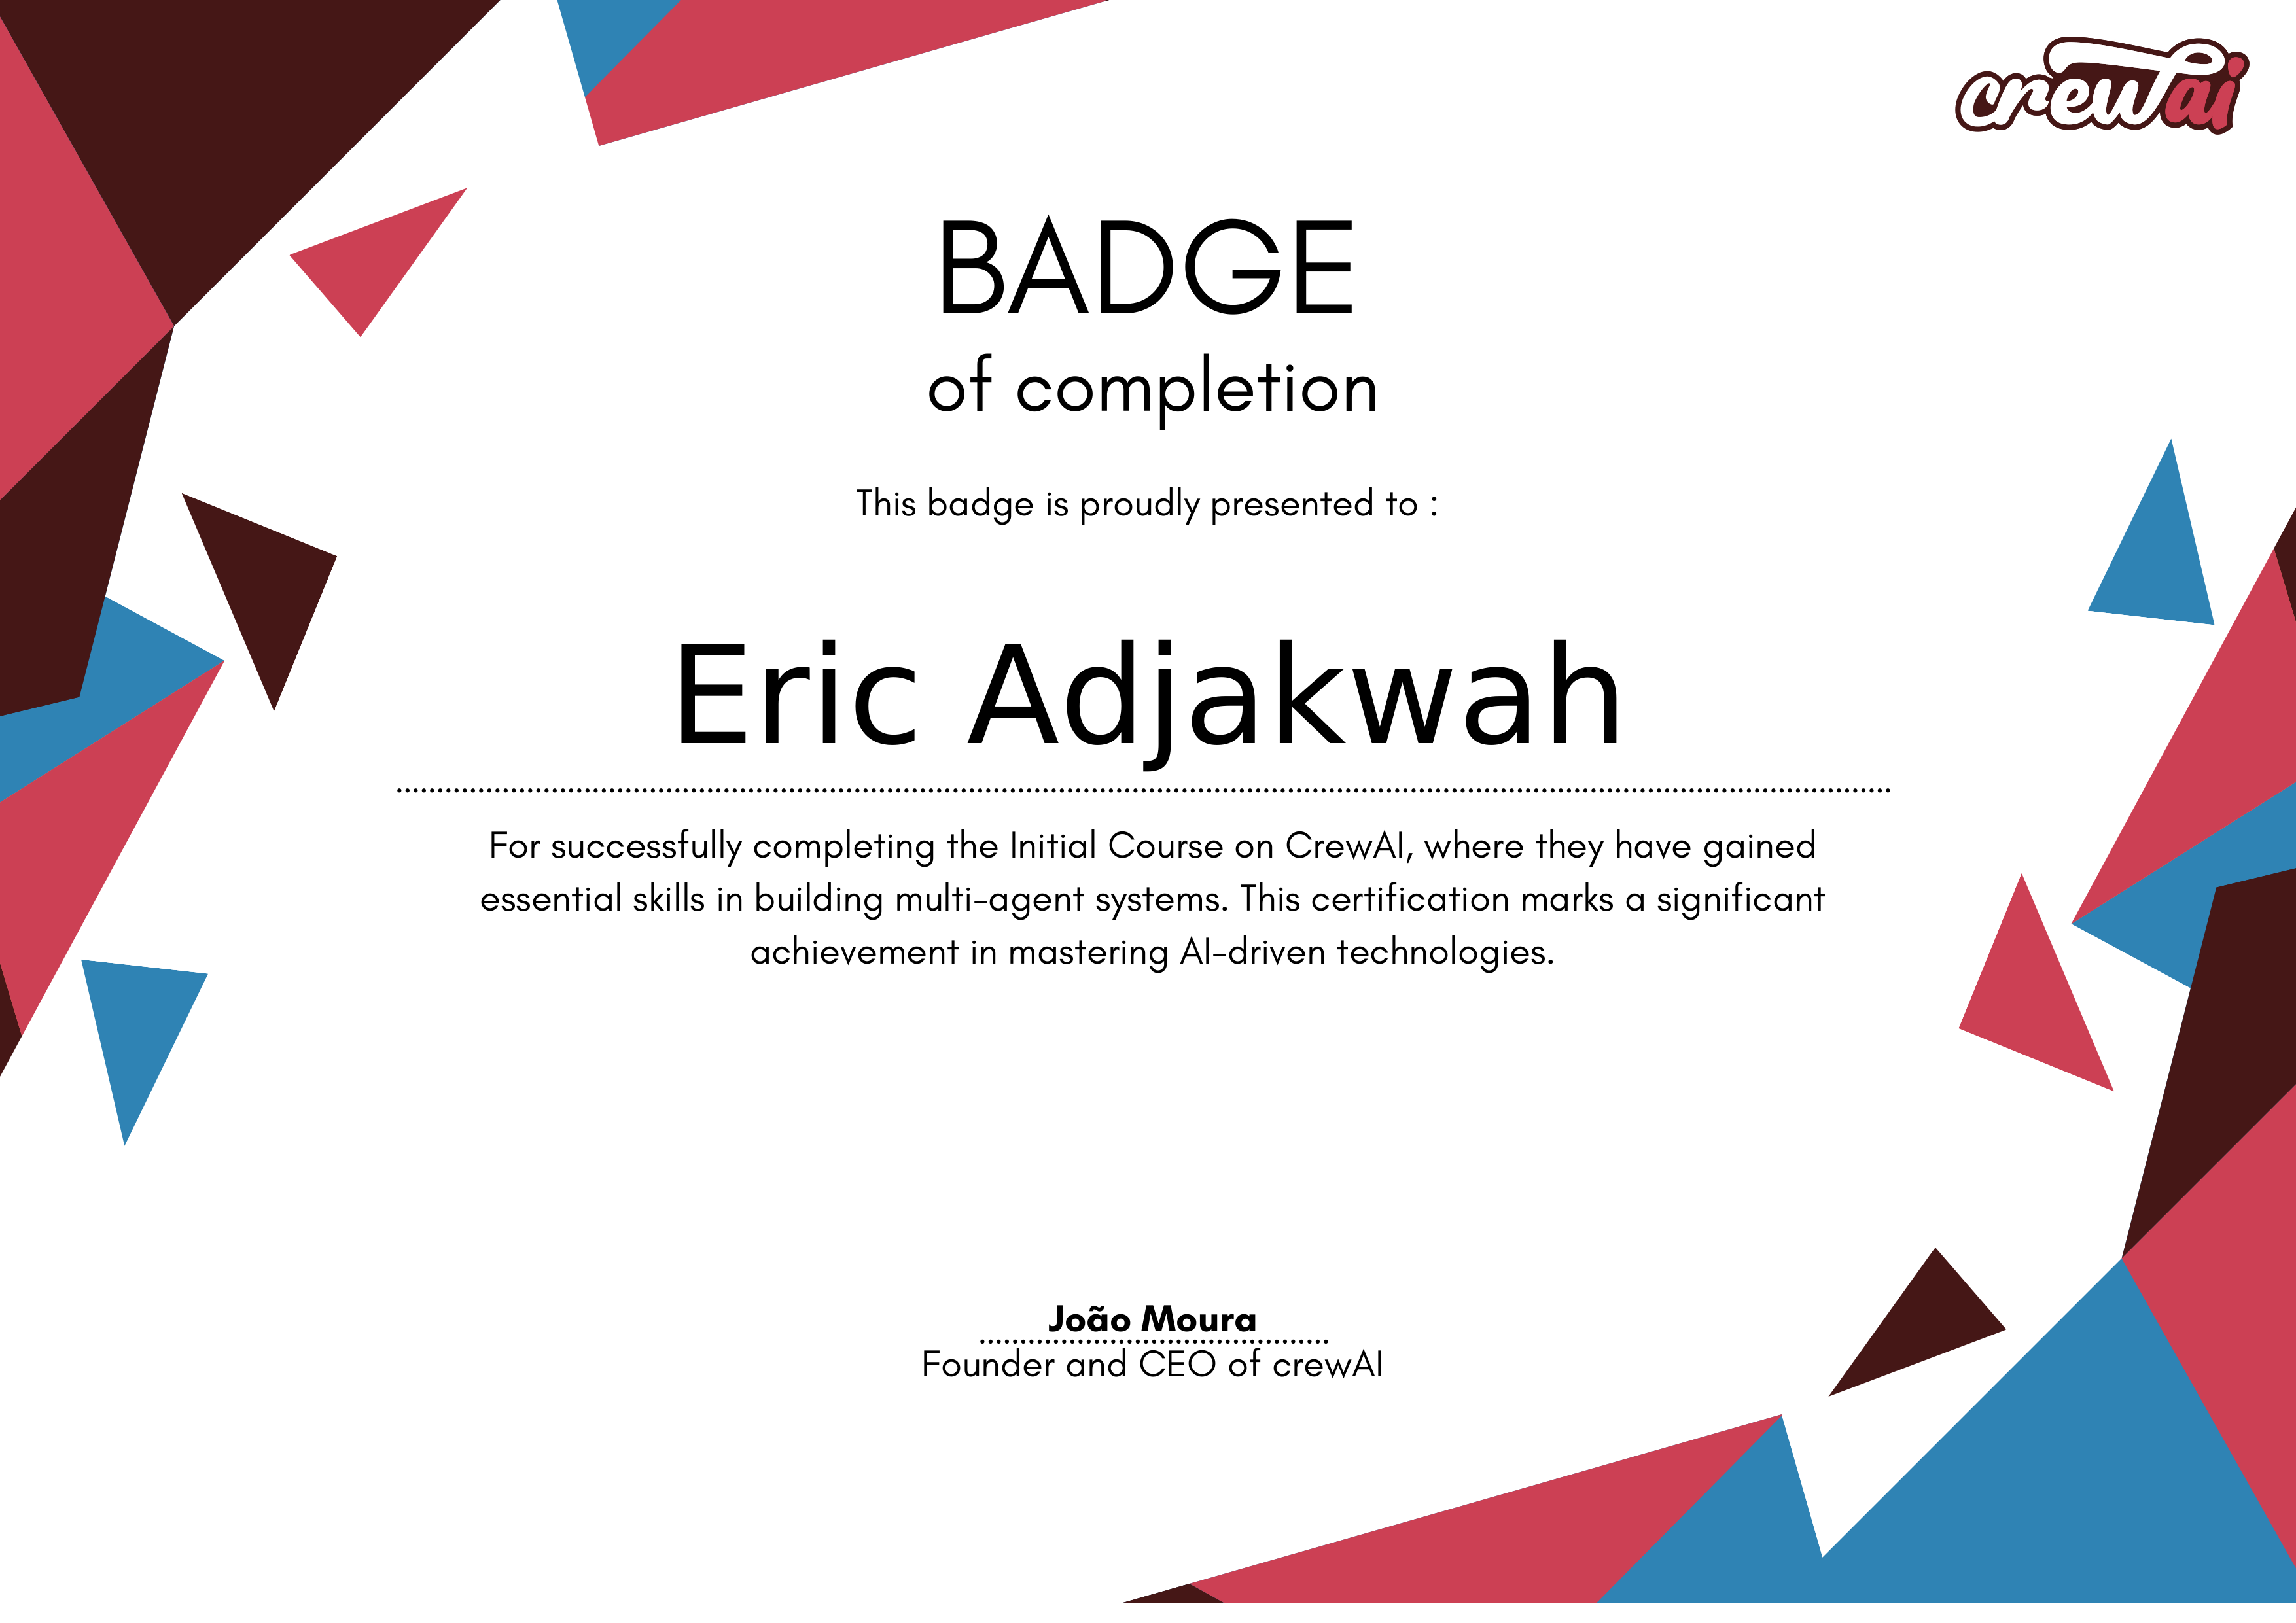 crewai
BADGE
of completion
This badge is proudly presented to :
Eric Adjakwah
For successfully completing the Initial Course on CrewAI, where they have gained
essential skills in building multi-agent systems. This certification marks a significant
achievement in mastering AI-driven technologies.
João Moura
Founder and CEO of crewAI